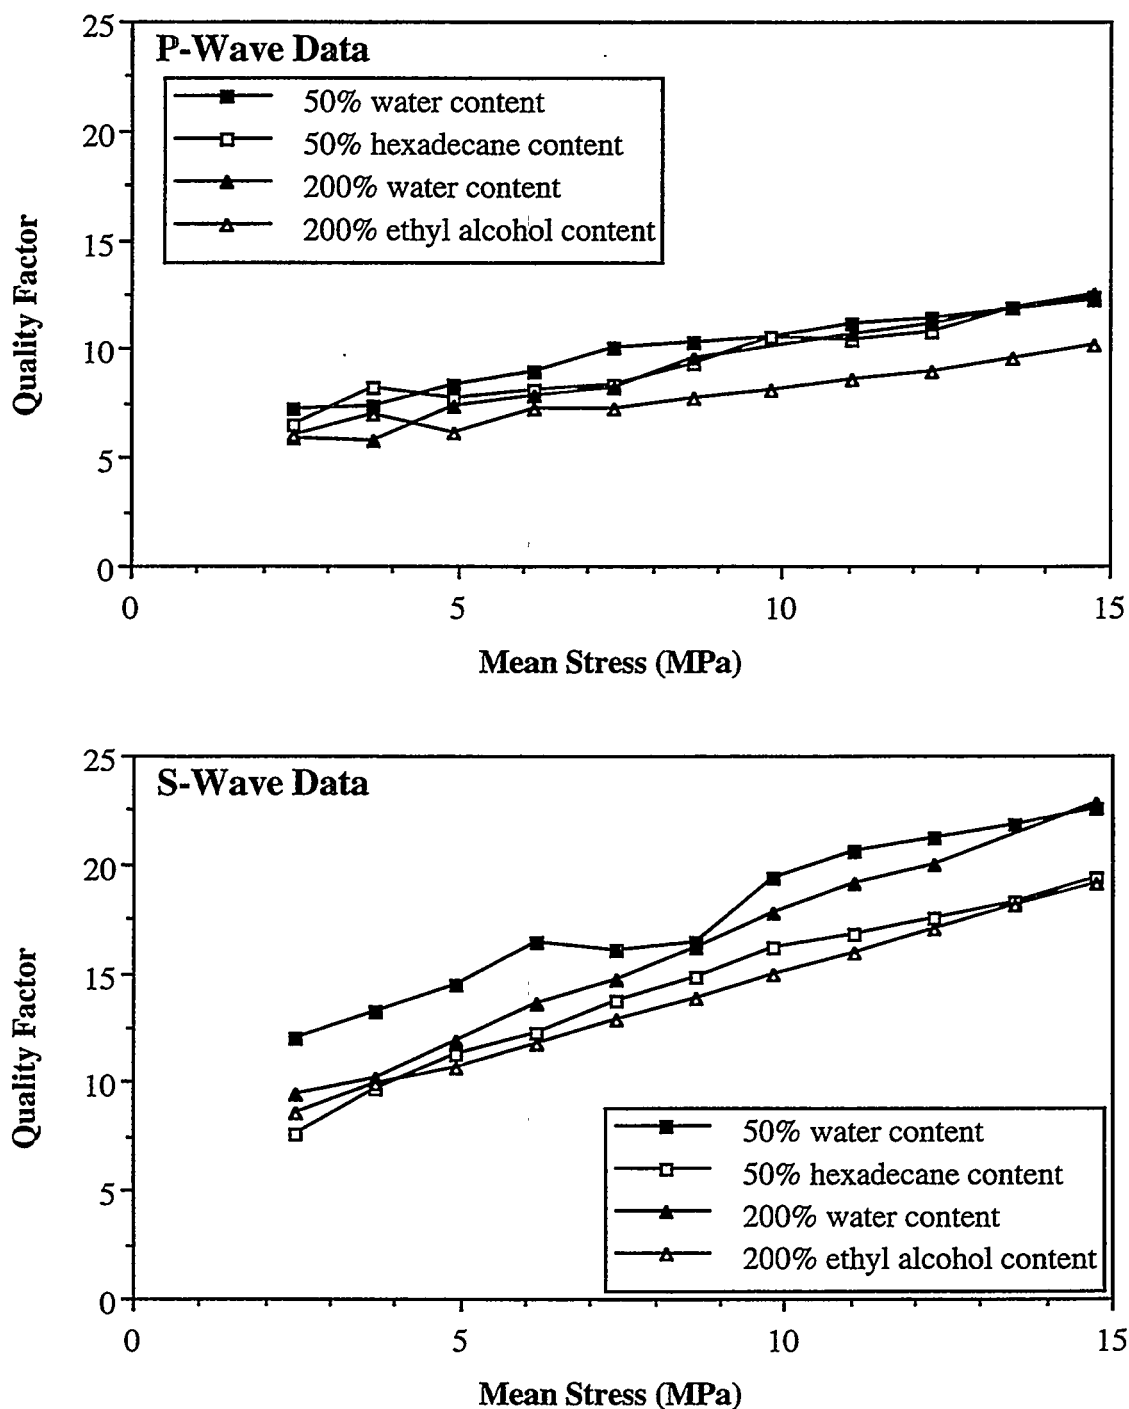 25
P-Wave Data
50% water content
50% hexadecane content
200% water content
200% ethyl alcohol content
20
15
10
5
0
Quality Factor
0 5 10 15
Mean Stress (MPa)
25
S-Wave Data
20
15
10
5
0
Quality Factor
50% water content
50% hexadecane content
200% water content
200% ethyl alcohol content
0 5 10 15
Mean Stress (MPa)